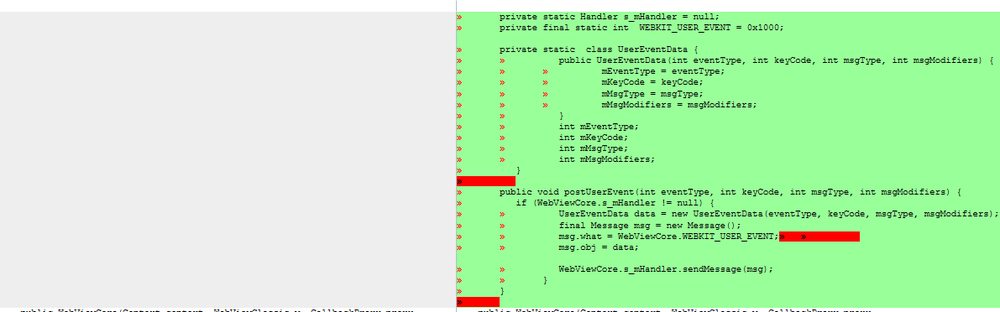 » private static Handler s_mHandler = null;
» private final static int  WEBKIT_USER_EVENT = 0x1000;
» private static  class UserEventData {
» » public UserEventData(int eventType, int keyCode, int msgType, int msgModifiers) {
» » » mEventType = eventType;
» » » mKeyCode = keyCode;
» » » mMsgType = msgType;
» » » mMsgModifiers = msgModifiers;
» » }
» » int mEventType;
» » int mKeyCode;
» » int mMsgType;
» » int mMsgModifiers;
» }
»
» public void postUserEvent(int eventType, int keyCode, int msgType, int msgModifiers) {
» if (WebViewCore.s_mHandler != null) {
» » UserEventData data = new UserEventData(eventType, keyCode, msgType, msgModifiers);
» » final Message msg = new Message();
» » msg.what = WebViewCore.WEBKIT_USER_EVENT;» »
» » msg.obj = data;
» » WebViewCore.s_mHandler.sendMessage(msg);
» » }
» }
»
public WebViewCore(Context context, WebViewClassic w, CallbackProxy proxy, public WebViewCore(Context context, WebViewClassic w, CallbackProxy proxy,